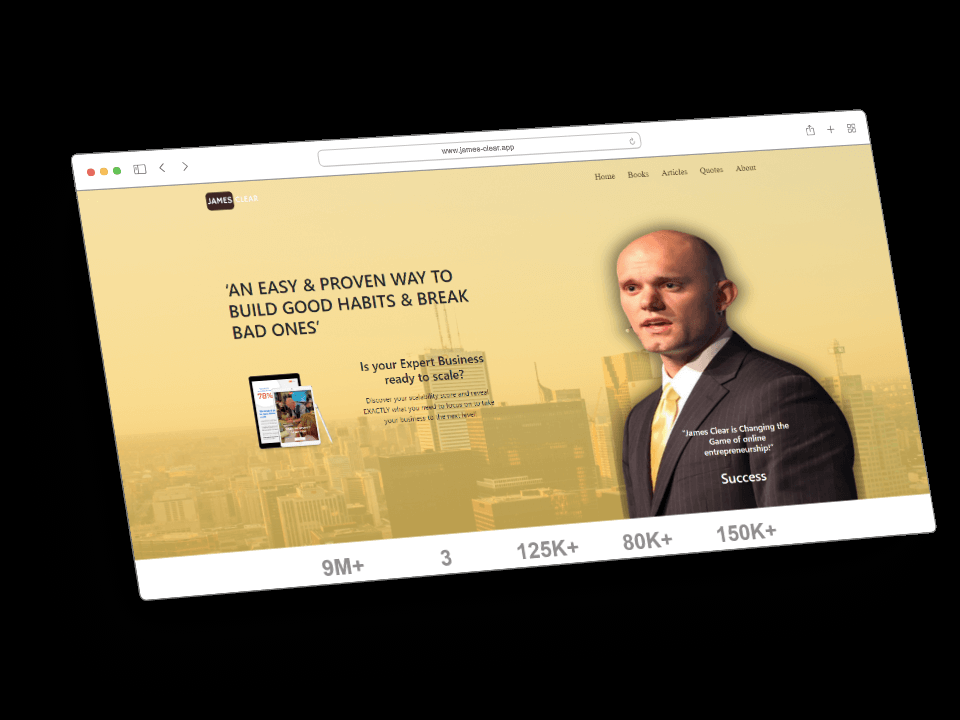 www.james-clear.app
JAMES CLEAR
Home Books Articles Quotes About
‘AN EASY & PROVEN WAY TO
BUILD GOOD HABITS & BREAK
BAD ONES’
Is your Expert Business
ready to scale?
Discover your scalability score and reveal
EXACTLY what you need to focus on to take
your business to the next level
78%
"James Clear is Changing the
Game of online
entrepreneurship!"
Success
9M+ 3 125K+ 80K+ 150K+